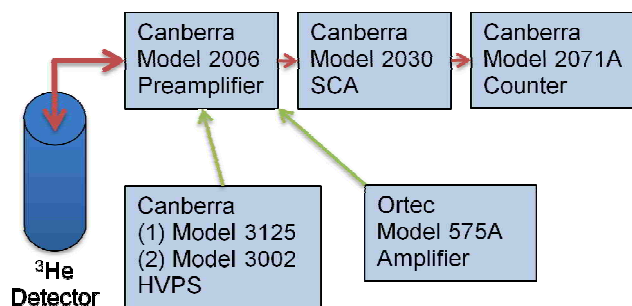 Canberra
Model 2006
Preamplifier
Canberra
Model 2030
SCA
Canberra
Model 2071A
Counter
³He
Detector
Canberra
(1) Model 3125
(2) Model 3002
HVPS
Ortec
Model 575A
Amplifier